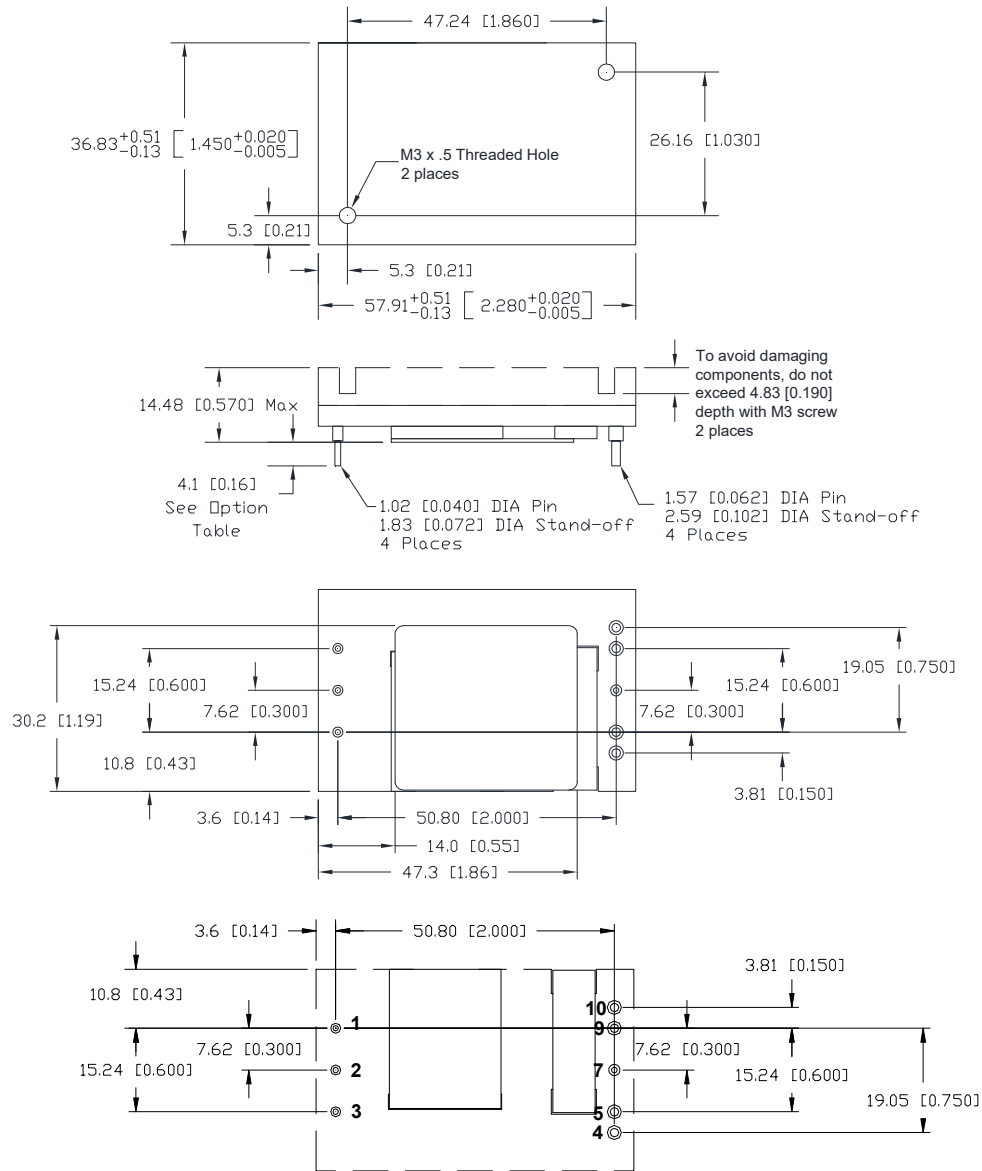 47.24 [1.860]
36.83+0.51-0.13 [1.450+0.020-0.005]
26.16 [1.030]
M3 x .5 Threaded Hole
2 places
5.3 [0.21]
5.3 [0.21]
57.91+0.51-0.13 [2.280+0.020-0.005]
To avoid damaging
components, do not
exceed 4.83 [0.190]
depth with M3 screw
2 places
14.48 [0.570] Max
4.1 [0.16]
See Option
Table
1.02 [0.040] DIA Pin
1.83 [0.072] DIA Stand-off
4 Places
1.57 [0.062] DIA Pin
2.59 [0.102] DIA Stand-off
4 Places
15.24 [0.600]
7.62 [0.300]
30.2 [1.19]
10.8 [0.43]
19.05 [0.750]
15.24 [0.600]
7.62 [0.300]
3.81 [0.150]
3.6 [0.14]
50.80 [2.000]
14.0 [0.55]
47.3 [1.86]
3.6 [0.14]
50.80 [2.000]
3.81 [0.150]
10.8 [0.43]
10
1
9
7.62 [0.300]
7.62 [0.300]
15.24 [0.600]
2
7
15.24 [0.600]
19.05 [0.750]
3
5
4